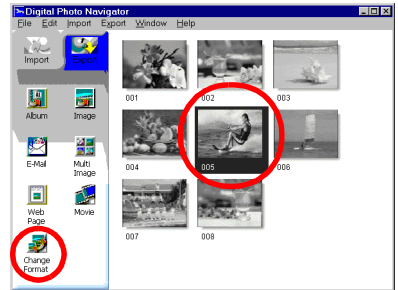 Digital Photo Navigator
File Edit Import Export Window Help
Import Export
001 002 003
Album Image
004 005 006
E-Mail Multi
Image
Web Movie
Page
007 008
Change
Format